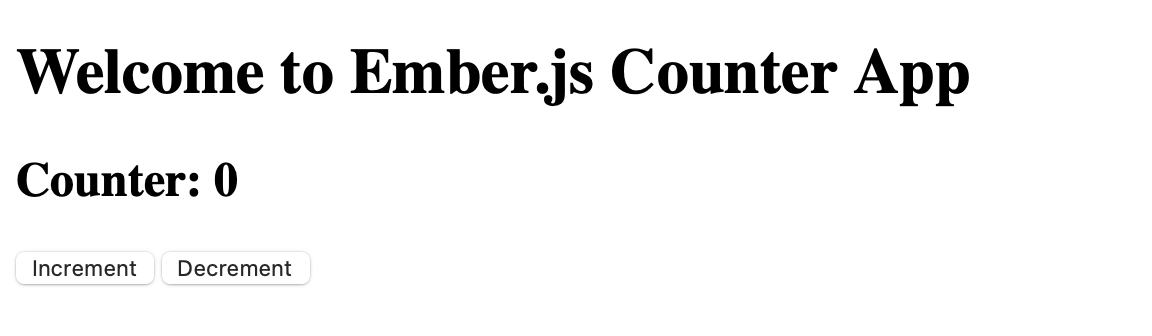 Welcome to Ember.js Counter App
Counter: 0
Increment Decrement